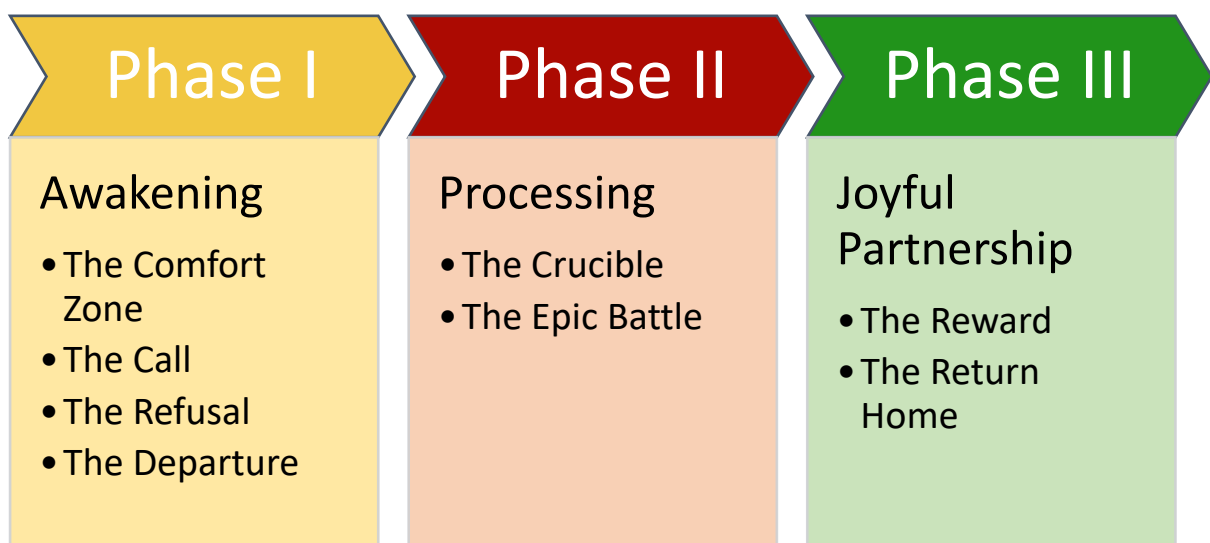 Phase I
Awakening
• The Comfort
Zone
• The Call
• The Refusal
• The Departure
Phase II
Processing
• The Crucible
• The Epic Battle
Phase III
Joyful
Partnership
• The Reward
• The Return
Home